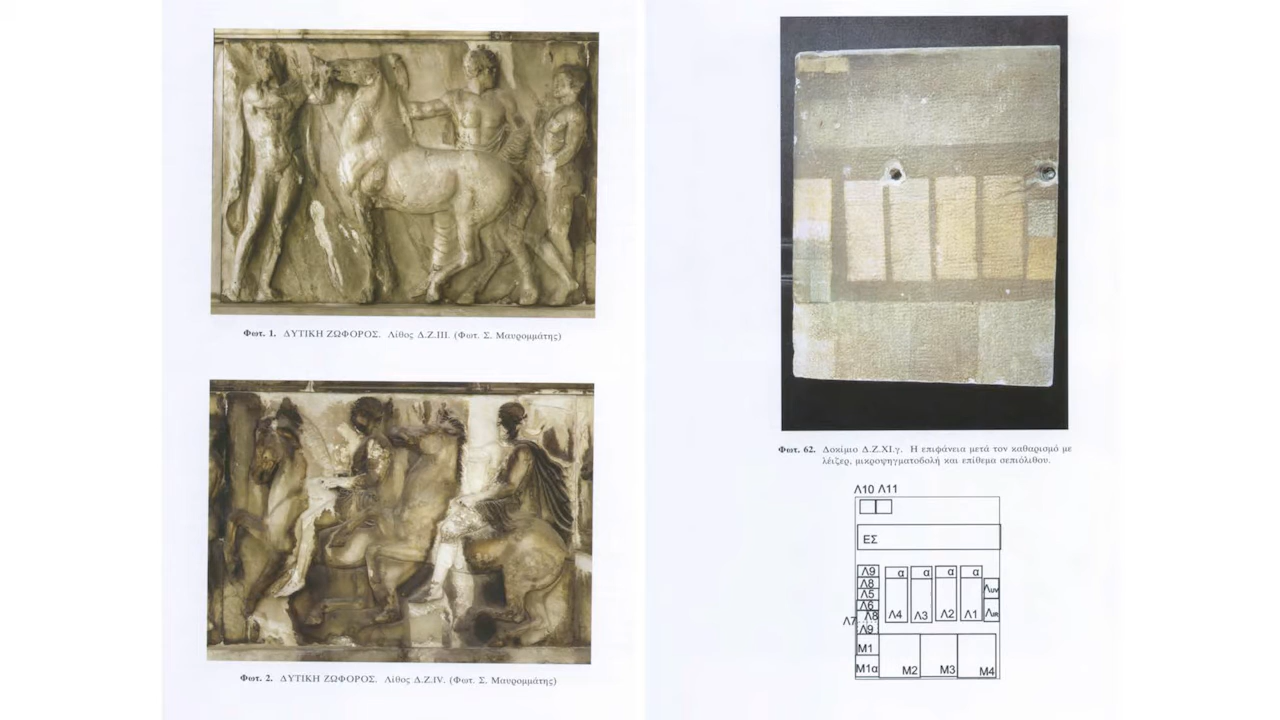 Φωτ. 1. ΔΥΤΙΚΗ ΖΩΦΟΡΟΣ. Λίθος Δ.Ζ.ΙΙΙ. (Φωτ. Σ. Μαυρομμάτης)
Φωτ. 2. ΔΥΤΙΚΗ ΖΩΦΟΡΟΣ. Λίθος Δ.Ζ.IV. (Φωτ. Σ. Μαυρομμάτης)
Φωτ. 62. Δοκίμιο Δ.Ζ.ΧΙ.γ. Η επιφάνεια μετά τον καθαρισμό με
λέιζερ, μικροψηγματοβολή και επίθεμα σεπιόλιθου.
Λ10 Λ11
ΕΣ
Λ9 α α α α
Λ8 Λuv
Λ5
Λ6 ΛIR
Λ7 Λ8 Λ4 Λ3 Λ2 Λ1
Λ9
Μ1
Μ1α Μ2 Μ3 Μ4